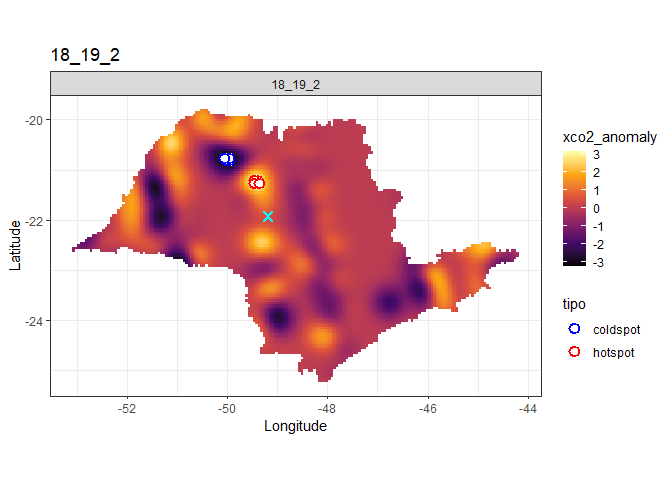 18_19_2
18_19_2
-20
-22
-24
-52
-50
-48
-46
-44
Longitude
Latitude
xco2_anomaly
3
2
1
0
-1
-2
-3
tipo
coldspot
hotspot